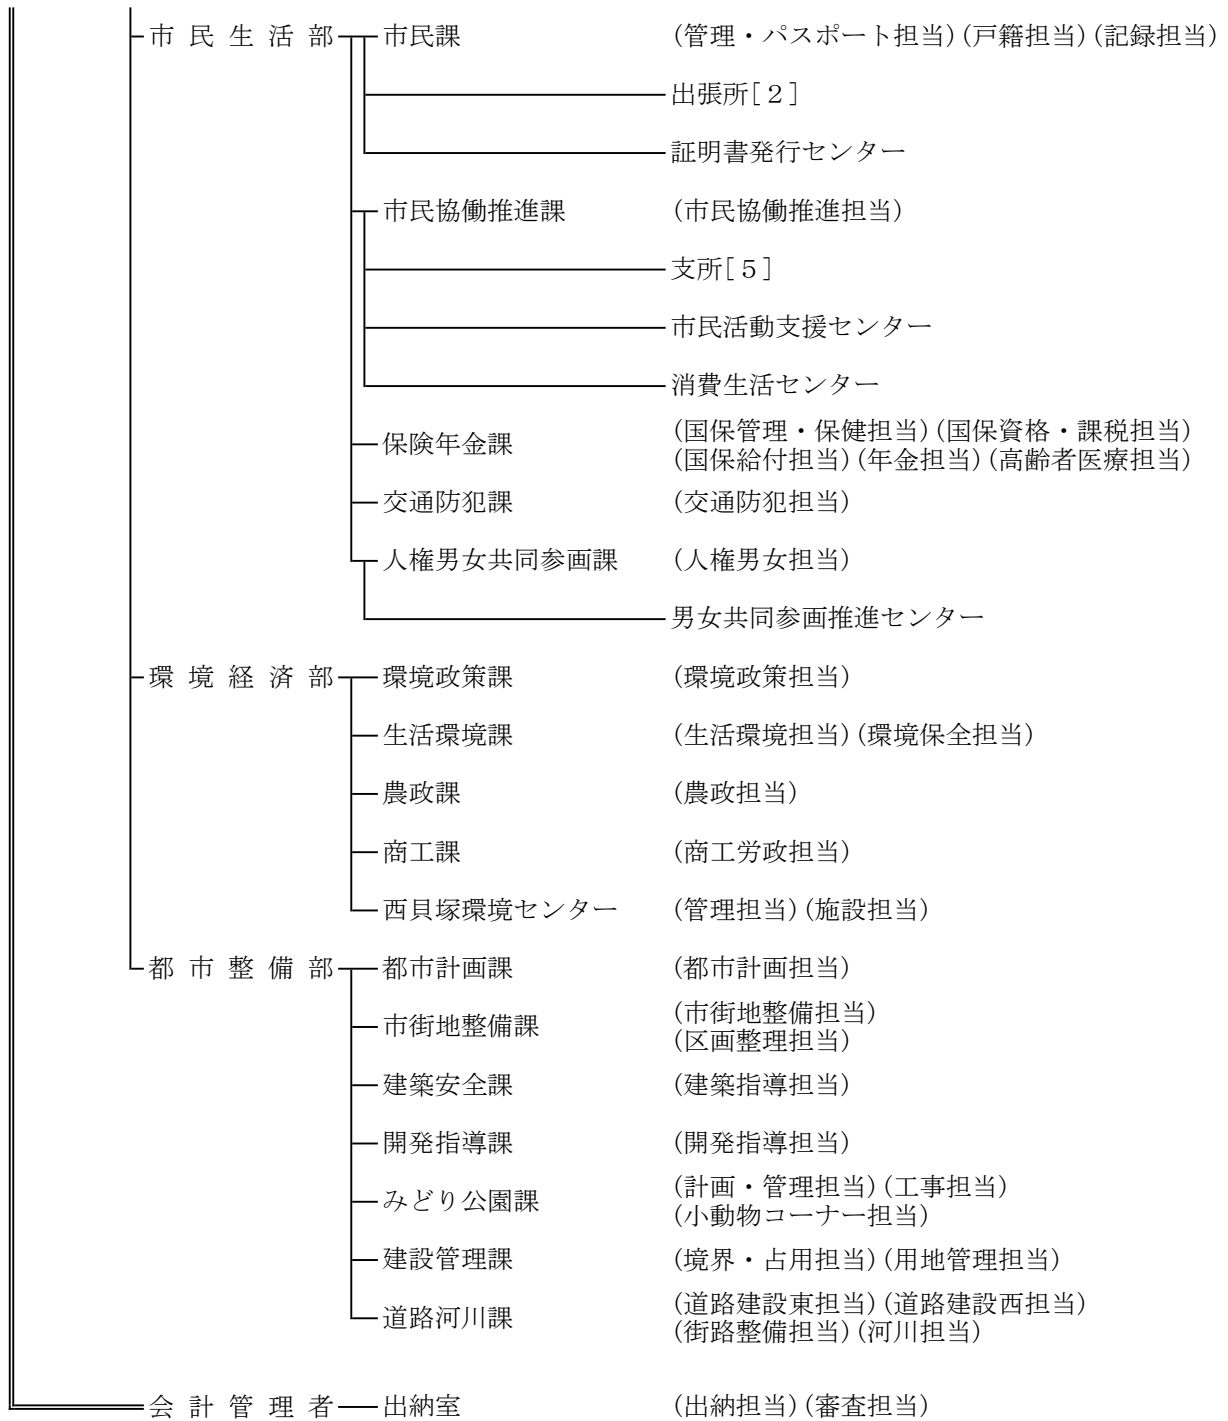 市民生活部 市民課 (管理・パスポート担当)(戸籍担当)(記録担当)
出張所[２]
証明書発行センター
市民協働推進課 (市民協働推進担当)
支所[５]
市民活動支援センター
消費生活センター
保険年金課 (国保管理・保健担当)(国保資格・課税担当)
(国保給付担当)(年金担当)(高齢者医療担当)
交通防犯課 (交通防犯担当)
人権男女共同参画課 (人権男女担当)
男女共同参画推進センター
環境経済部 環境政策課 (環境政策担当)
生活環境課 (生活環境担当)(環境保全担当)
農政課 (農政担当)
商工課 (商工労政担当)
西貝塚環境センター (管理担当)(施設担当)
都市整備部 都市計画課 (都市計画担当)
市街地整備課 (市街地整備担当)
(区画整理担当)
建築安全課 (建築指導担当)
開発指導課 (開発指導担当)
みどり公園課 (計画・管理担当)(工事担当)
(小動物コーナー担当)
建設管理課 (境界・占用担当)(用地管理担当)
道路河川課 (道路建設東担当)(道路建設西担当)
(街路整備担当)(河川担当)
会計管理者 出納室 (出納担当)(審査担当)